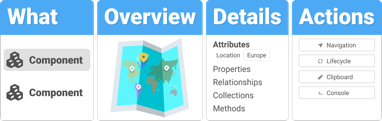 What
Component
Component
Overview
Details
Attributes
Location Europe
Properties
Relationships
Collections
Methods
Actions
Navigation
Lifecycle
Clipboard
Console